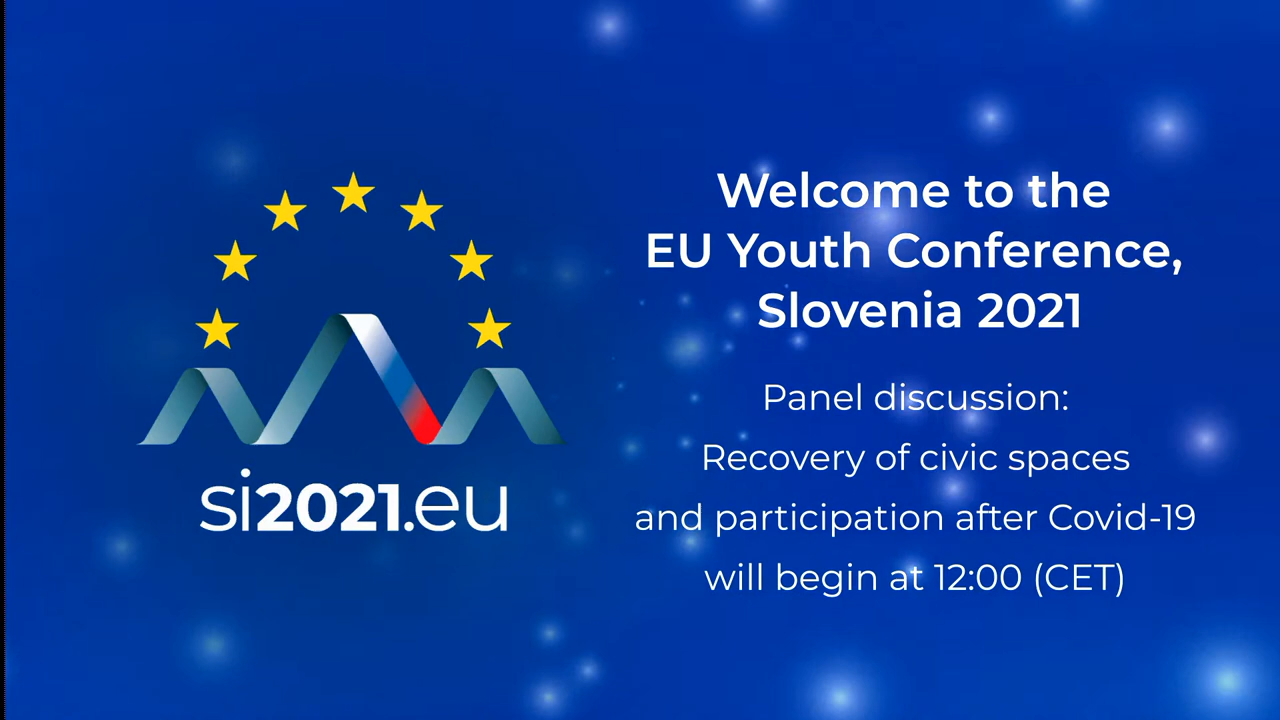 si2021.eu
Welcome to the
EU Youth Conference,
Slovenia 2021
Panel discussion:
Recovery of civic spaces
and participation after Covid-19
will begin at 12:00 (CET)